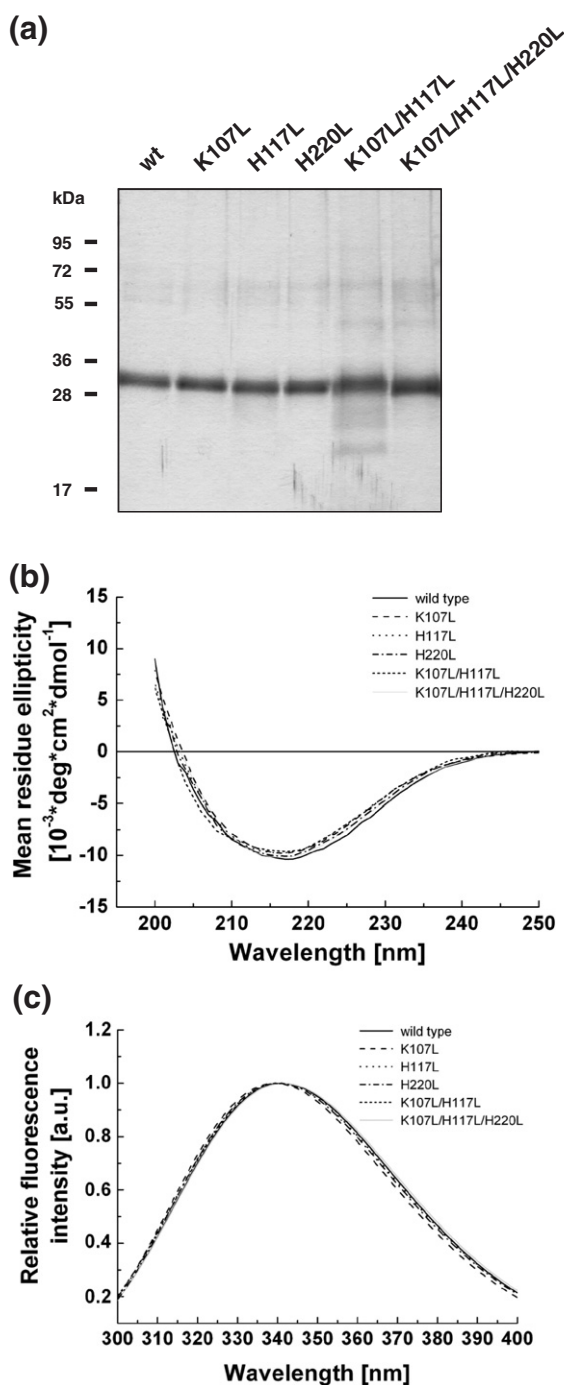 (a)
wt
K107L
H117L
H220L
K107L/H117L
K107L/H117L/H220L
kDa
95
72
55
36
28
17
(b)
Mean residue ellipticity
[10⁻³*deg*cm²*dmol⁻¹]
15
10
5
0
-5
-10
-15
wild type
K107L
H117L
H220L
K107L/H117L
K107L/H117L/H220L
200 210 220 230 240 250
Wavelength [nm]
(c)
Relative fluorescence
intensity [a.u.]
1.2
1.0
0.8
0.6
0.4
0.2
wild type
K107L
H117L
H220L
K107L/H117L
K107L/H117L/H220L
300 310 320 330 340 350 360 370 380 390 400
Wavelength [nm]